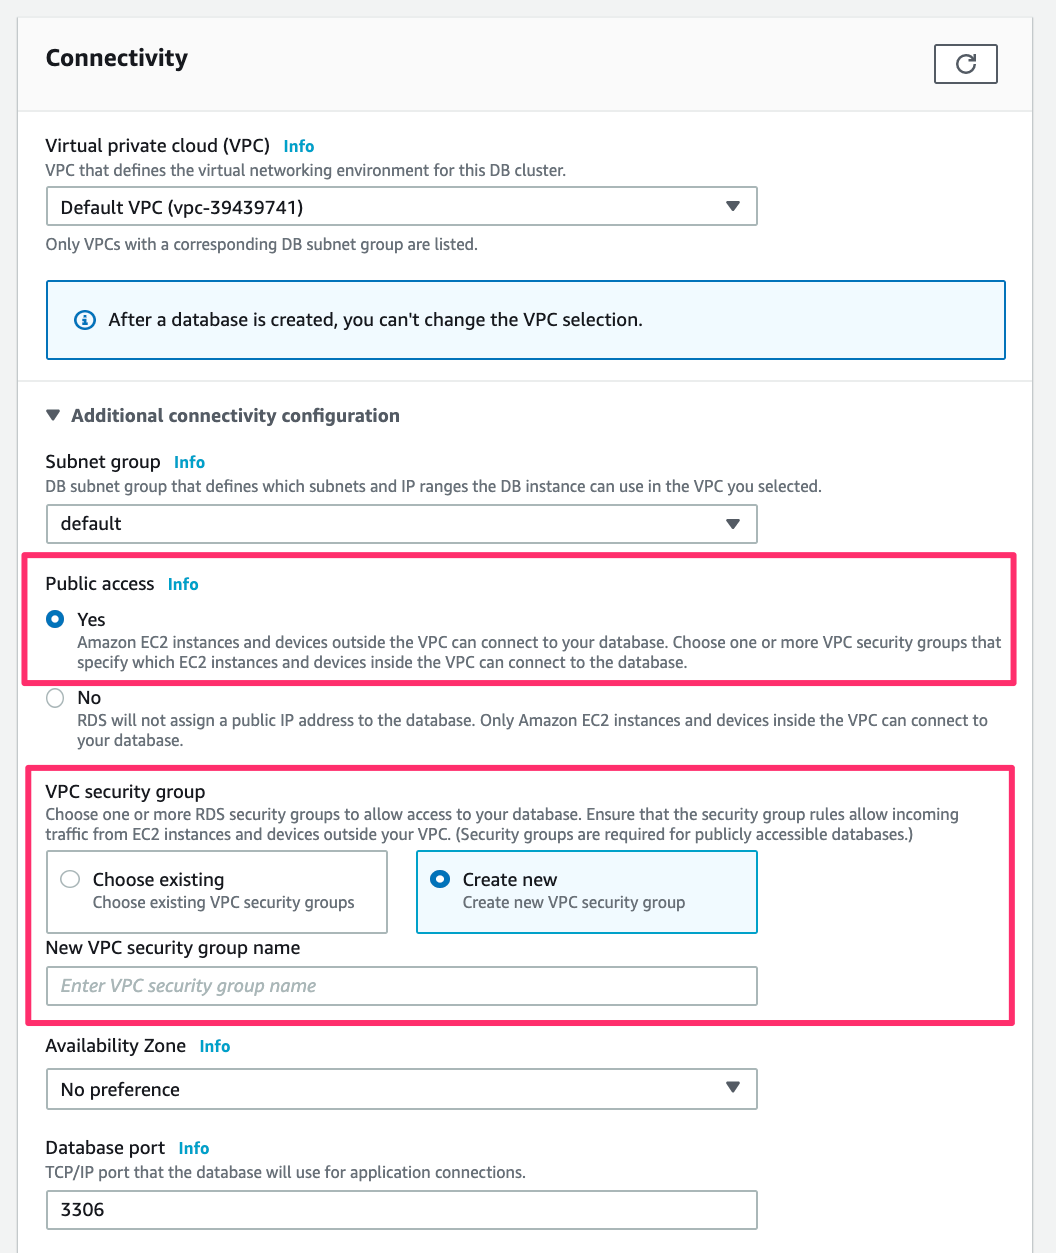 Connectivity
Virtual private cloud (VPC) Info
VPC that defines the virtual networking environment for this DB cluster.
Default VPC (vpc-39439741)
Only VPCs with a corresponding DB subnet group are listed.
After a database is created, you can't change the VPC selection.
Additional connectivity configuration
Subnet group Info
DB subnet group that defines which subnets and IP ranges the DB instance can use in the VPC you selected.
default
Public access Info
Yes
Amazon EC2 instances and devices outside the VPC can connect to your database. Choose one or more VPC security groups that
specify which EC2 instances and devices inside the VPC can connect to the database.
No
RDS will not assign a public IP address to the database. Only Amazon EC2 instances and devices inside the VPC can connect to
your database.
VPC security group
Choose one or more RDS security groups to allow access to your database. Ensure that the security group rules allow incoming
traffic from EC2 instances and devices outside your VPC. (Security groups are required for publicly accessible databases.)
Choose existing
Choose existing VPC security groups
Create new
Create new VPC security group
New VPC security group name
Enter VPC security group name
Availability Zone Info
No preference
Database port Info
TCP/IP port that the database will use for application connections.
3306